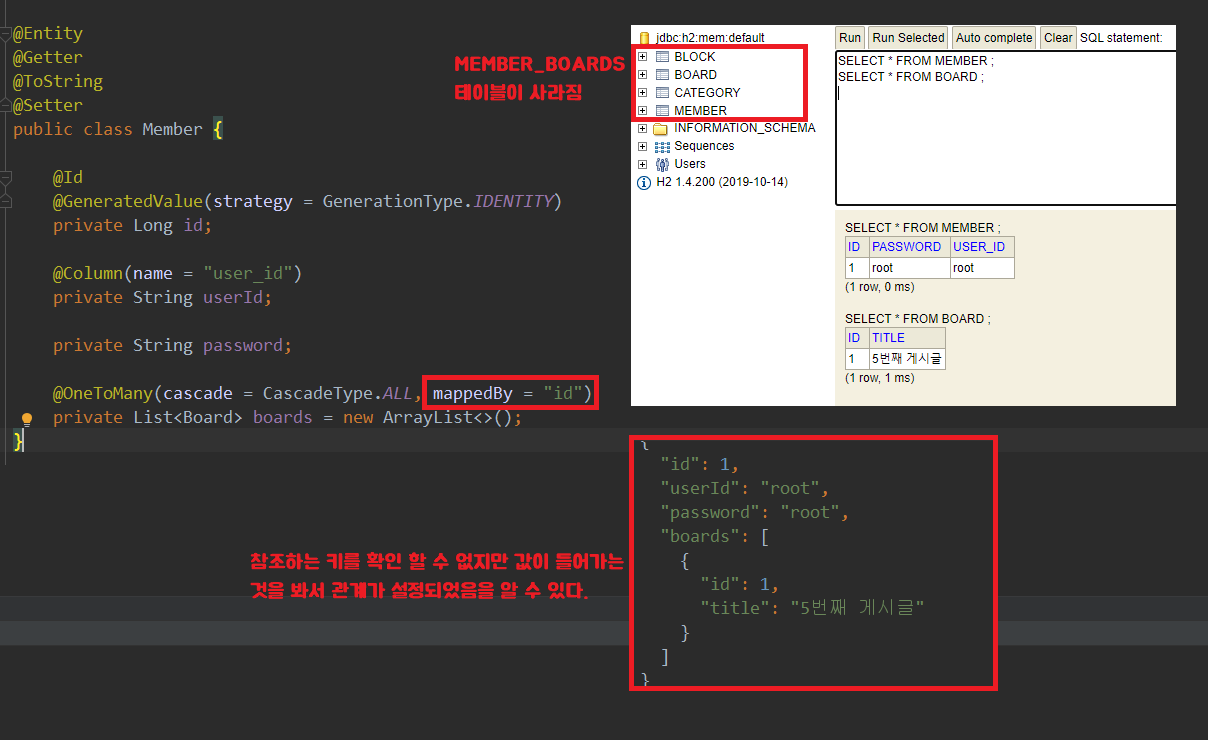 @Entity
@Getter
@ToString
@Setter
public class Member {
@Id
@GeneratedValue(strategy = GenerationType.IDENTITY)
private Long id;
@Column(name = "user_id")
private String userId;
private String password;
@OneToMany(cascade = CascadeType.ALL, mappedBy = "id")
private List<Board> boards = new ArrayList<>();
}
MEMBER_BOARDS
테이블이 사라짐
jdbc:h2:mem:default
BLOCK
BOARD
CATEGORY
MEMBER
INFORMATION_SCHEMA
Sequences
Users
H2 1.4.200 (2019-10-14)
Run Run Selected Auto complete Clear SQL statement:
SELECT * FROM MEMBER ;
SELECT * FROM BOARD ;
SELECT * FROM MEMBER ;
ID PASSWORD USER_ID
1 root root
(1 row, 0 ms)
SELECT * FROM BOARD ;
ID TITLE
1 5번째 게시글
(1 row, 1 ms)
참조하는 키를 확인 할 수 없지만 값이 들어가는
것을 봐서 관계가 설정되었음을 알 수 있다.
{
"id": 1,
"userId": "root",
"password": "root",
"boards": [
{
"id": 1,
"title": "5번째 게시글"
}
]
}